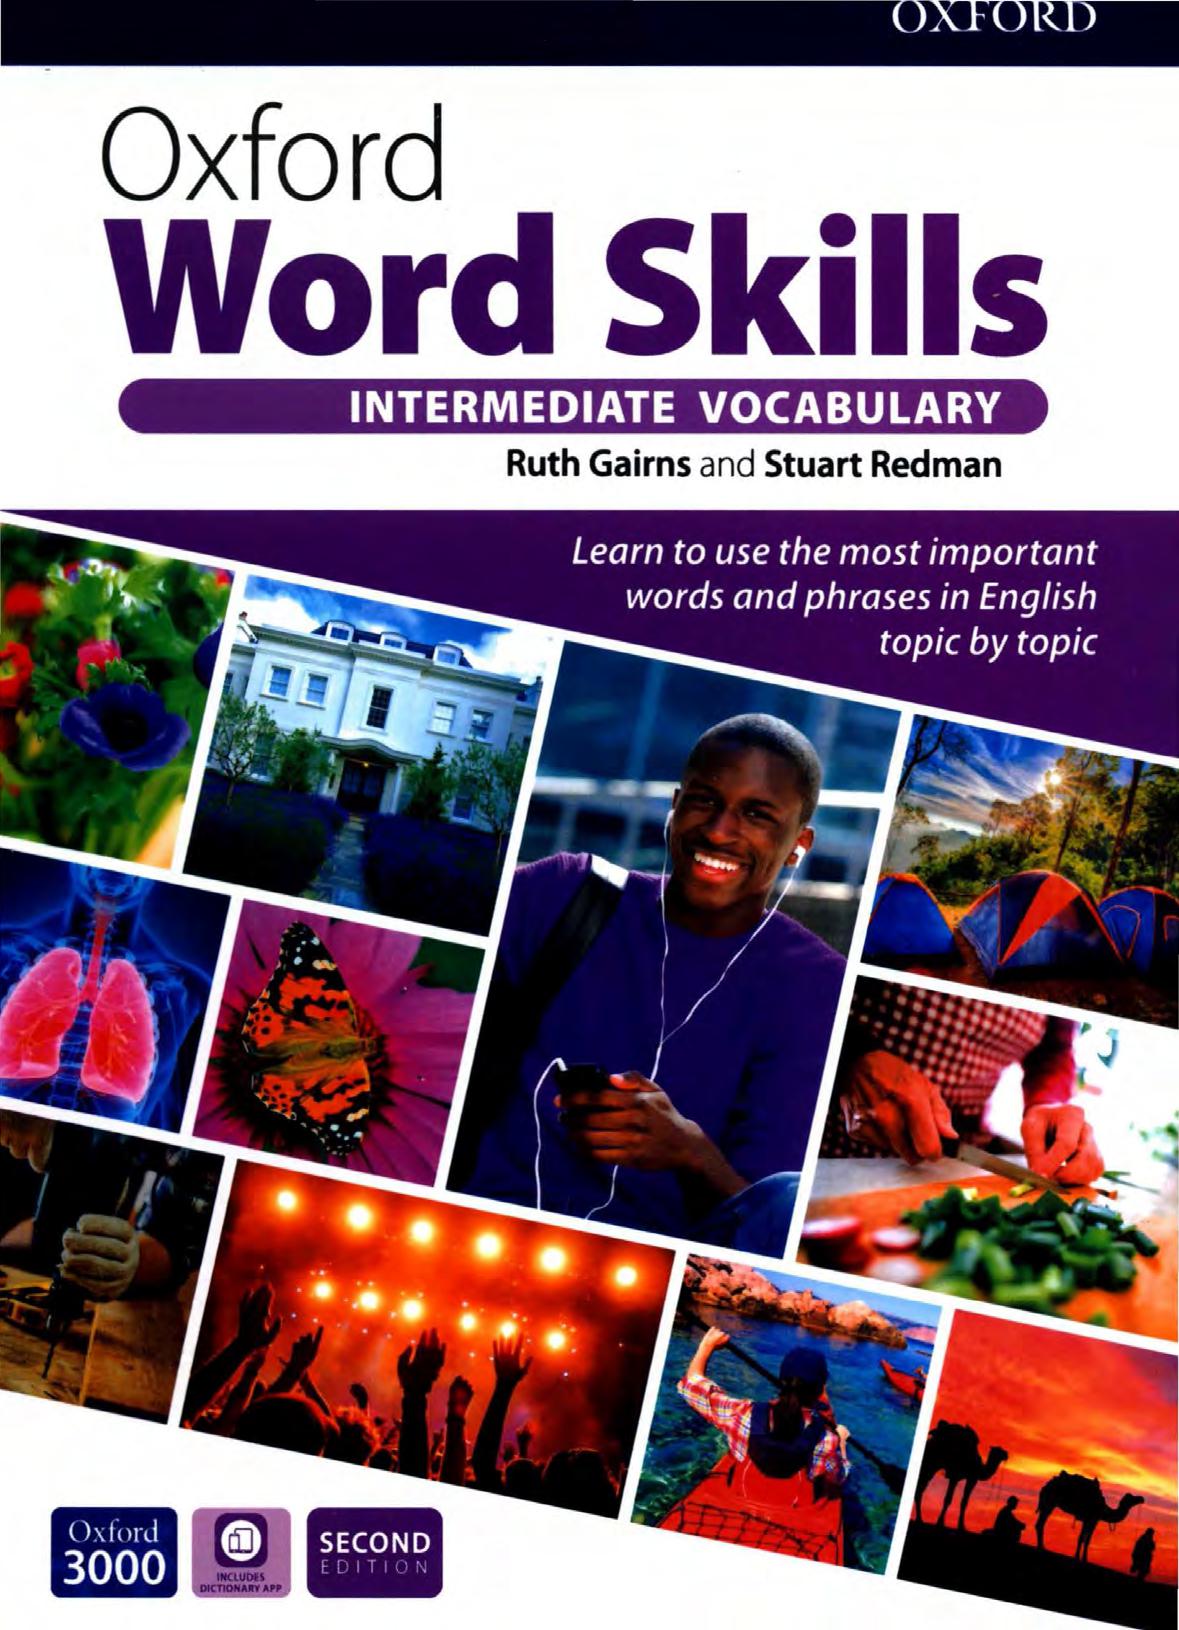 OXFORD
Oxford
Word Skills
INTERMEDIATE VOCABULARY
Ruth Gairns and Stuart Redman
Learn to use the most important
words and phrases in English
topic by topic
Oxford
3000
INCLUDES
DICTIONARY APP
SECOND
EDITION